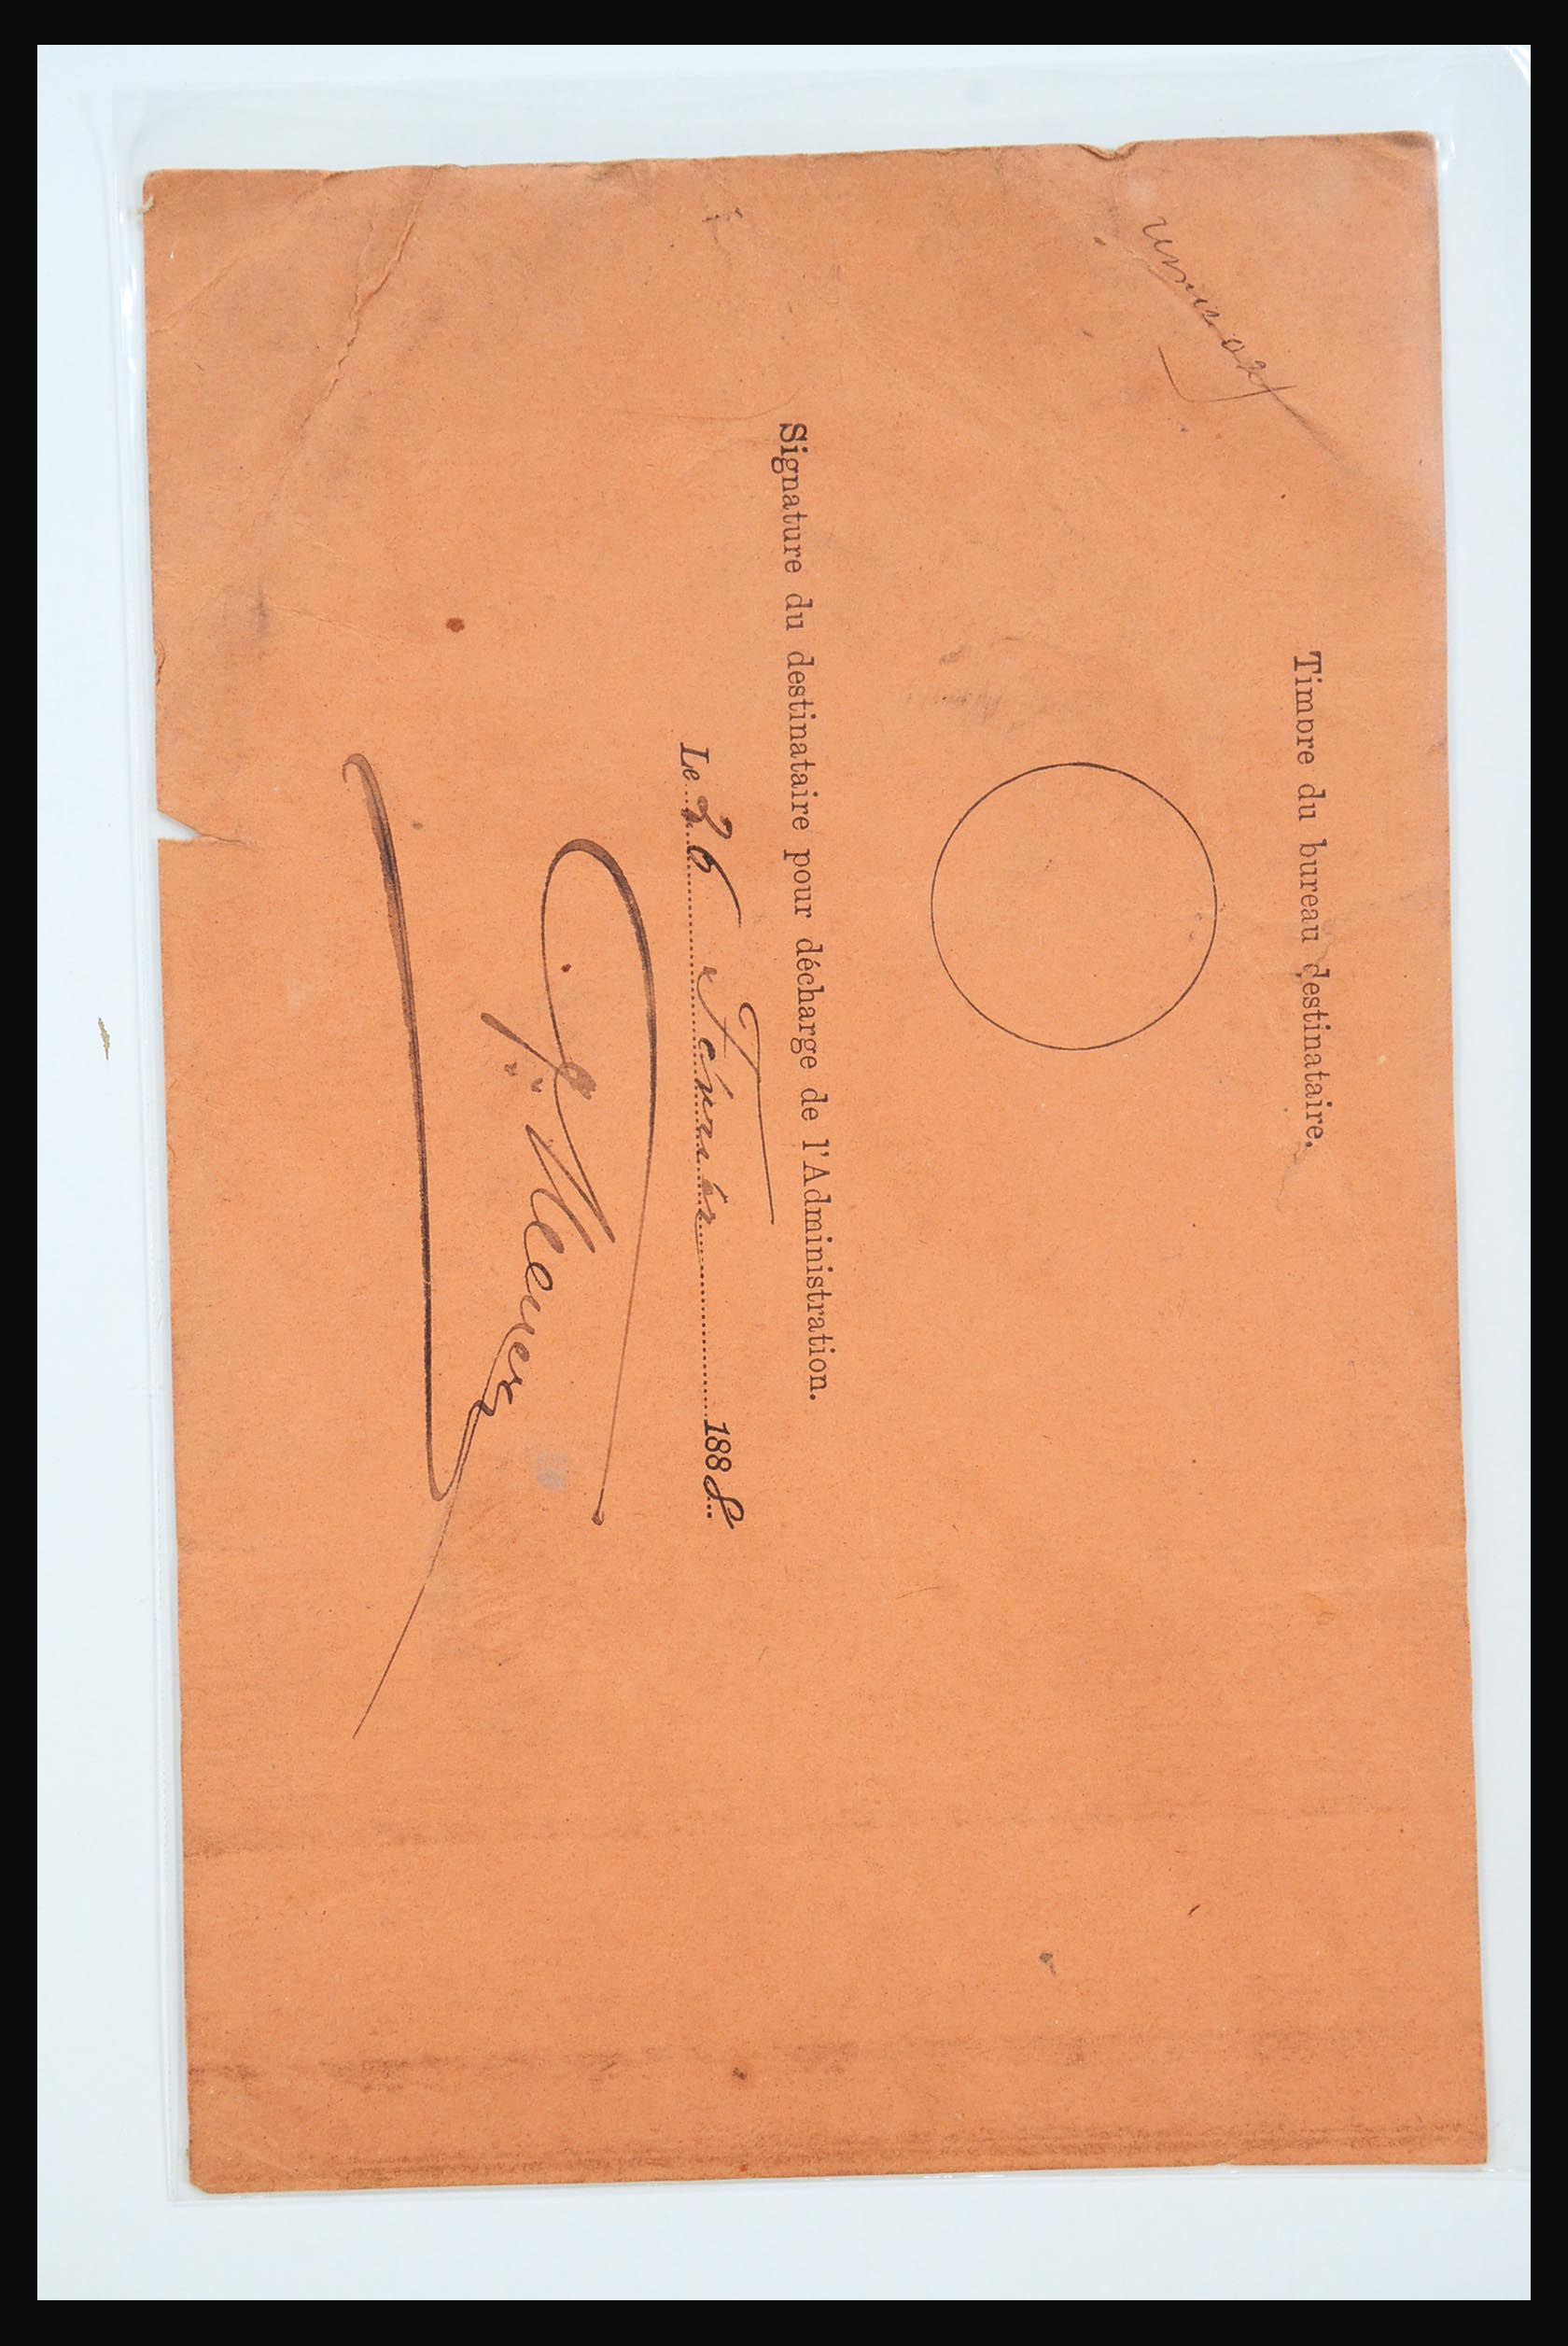 Timbre du bureau destinataire.
Signature du destinataire pour décharge de l'Administration.
Le 26 Février 1888